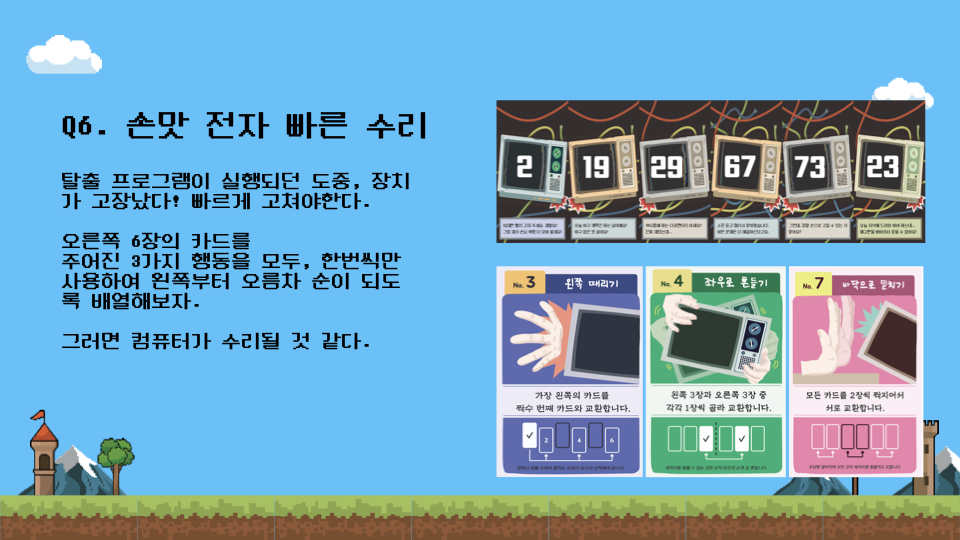 Q6. 손맛 전자 빠른 수리
탈출 프로그램이 실행되던 도중, 장치
가 고장났다! 빠르게 고쳐야한다.
오른쪽 6장의 카드를
주어진 3가지 행동을 모두, 한번씩만
사용하여 왼쪽부터 오름차 순이 되도
록 배열해보자.
그러면 컴퓨터가 수리될 것 같다.
2 19 29 67 73 23
No. 3 왼쪽 때리기
가장 왼쪽의 카드를
짝수 번째 카드와 교환합니다.
2 4 6
No. 4 좌우로 흔들기
왼쪽 3장과 오른쪽 3장 중
각각 1장씩 골라 교환합니다.
No. 7 바닥으로 밀치기
모든 카드를 2장씩 짝지어서
서로 교환합니다.